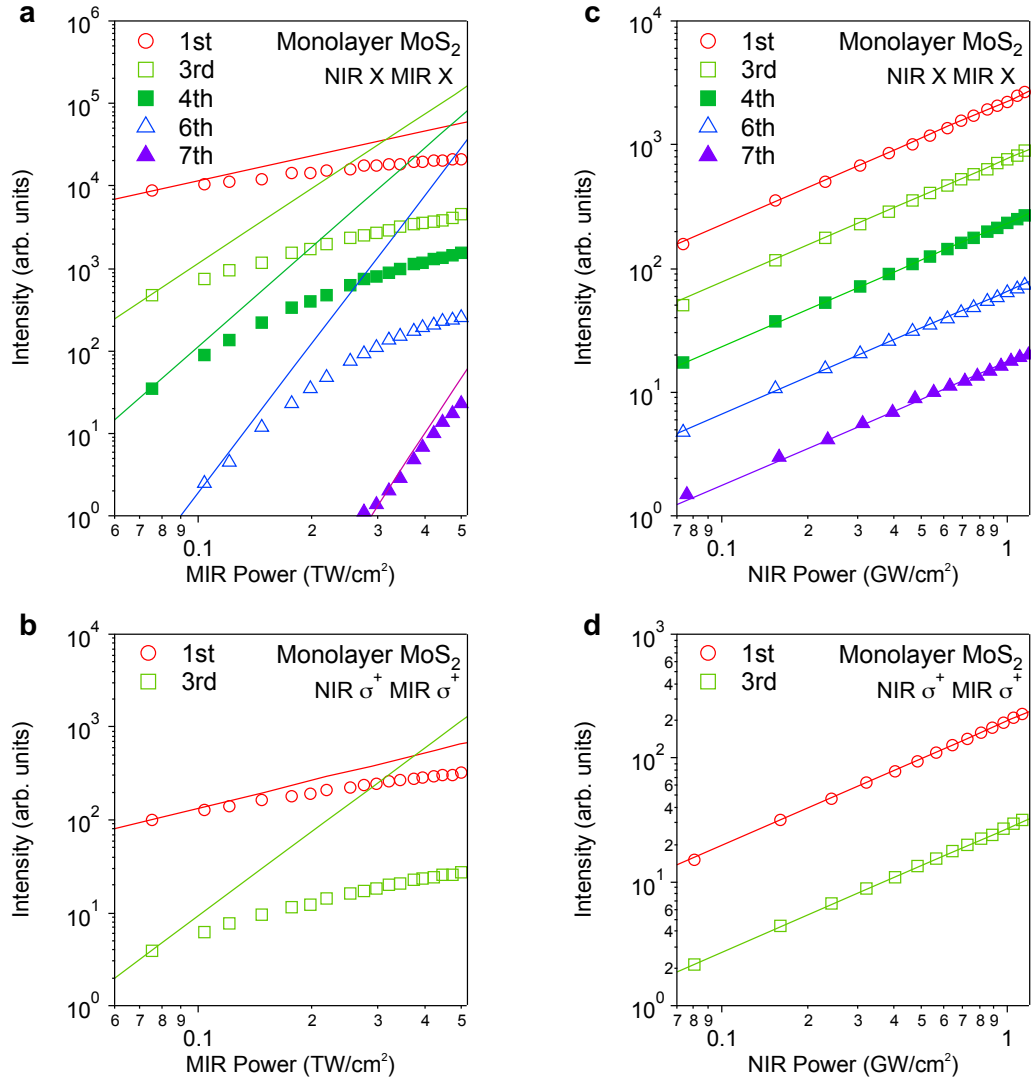 a
10^6
10^5
10^4
10^3
10^2
10^1
10^0
Intensity (arb. units)
1st
3rd
4th
6th
7th
Monolayer MoS₂
NIR X MIR X
6 7 8 9 0.1 2 3 4 5
MIR Power (TW/cm²)
c
10^4
10^3
10^2
10^1
10^0
Intensity (arb. units)
1st
3rd
4th
6th
7th
Monolayer MoS₂
NIR X MIR X
7 8 9 0.1 2 3 4 5 6 7 8 9 1
NIR Power (GW/cm²)
b
10^4
10^3
10^2
10^1
10^0
Intensity (arb. units)
1st
3rd
Monolayer MoS₂
NIR σ⁺ MIR σ⁺
6 7 8 9 0.1 2 3 4 5
MIR Power (TW/cm²)
d
10^3
8
6
4
2
10^2
8
6
4
2
10^1
8
6
4
2
10^0
Intensity (arb. units)
1st
3rd
Monolayer MoS₂
NIR σ⁺ MIR σ⁺
7 8 9 0.1 2 3 4 5 6 7 8 9 1
NIR Power (GW/cm²)